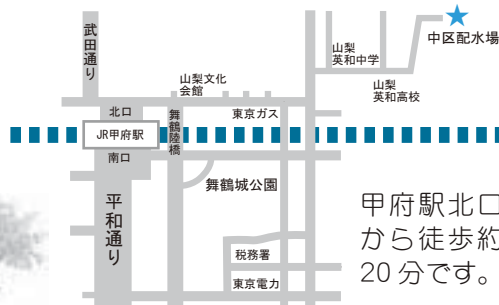 中区配水場
武田通り
山梨
英和中学
山梨
英和高校
山梨文化
会館
北口
舞鶴陸橋
東京ガス
JR甲府駅
南口
舞鶴城公園
平和通り
税務署
東京電力
甲府駅北口
から徒歩約
20分です。